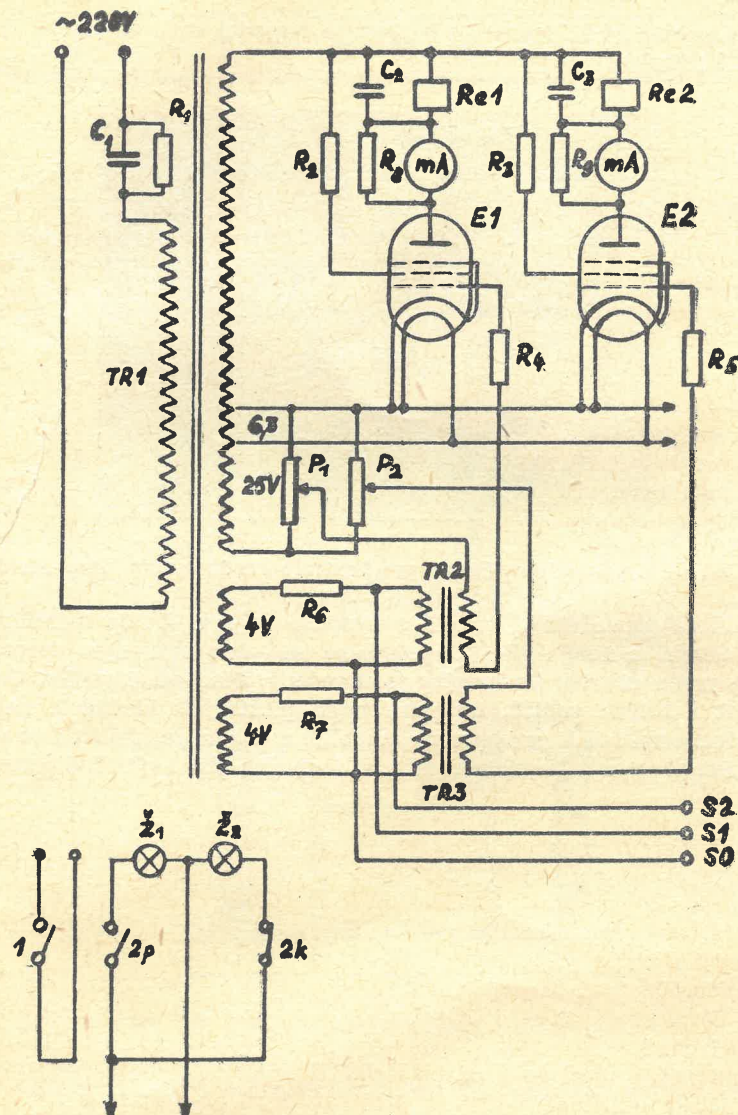 ~220V
C1
R1
TR1
C2
Re1
R2
R8
mA
E1
C3
Re2
R3
R9
mA
E2
R4
R5
6,3
25V
P1
P2
TR2
4V
R6
4V
R7
TR3
S2
S1
S0
Ž1
Ž2
1
2p
2k